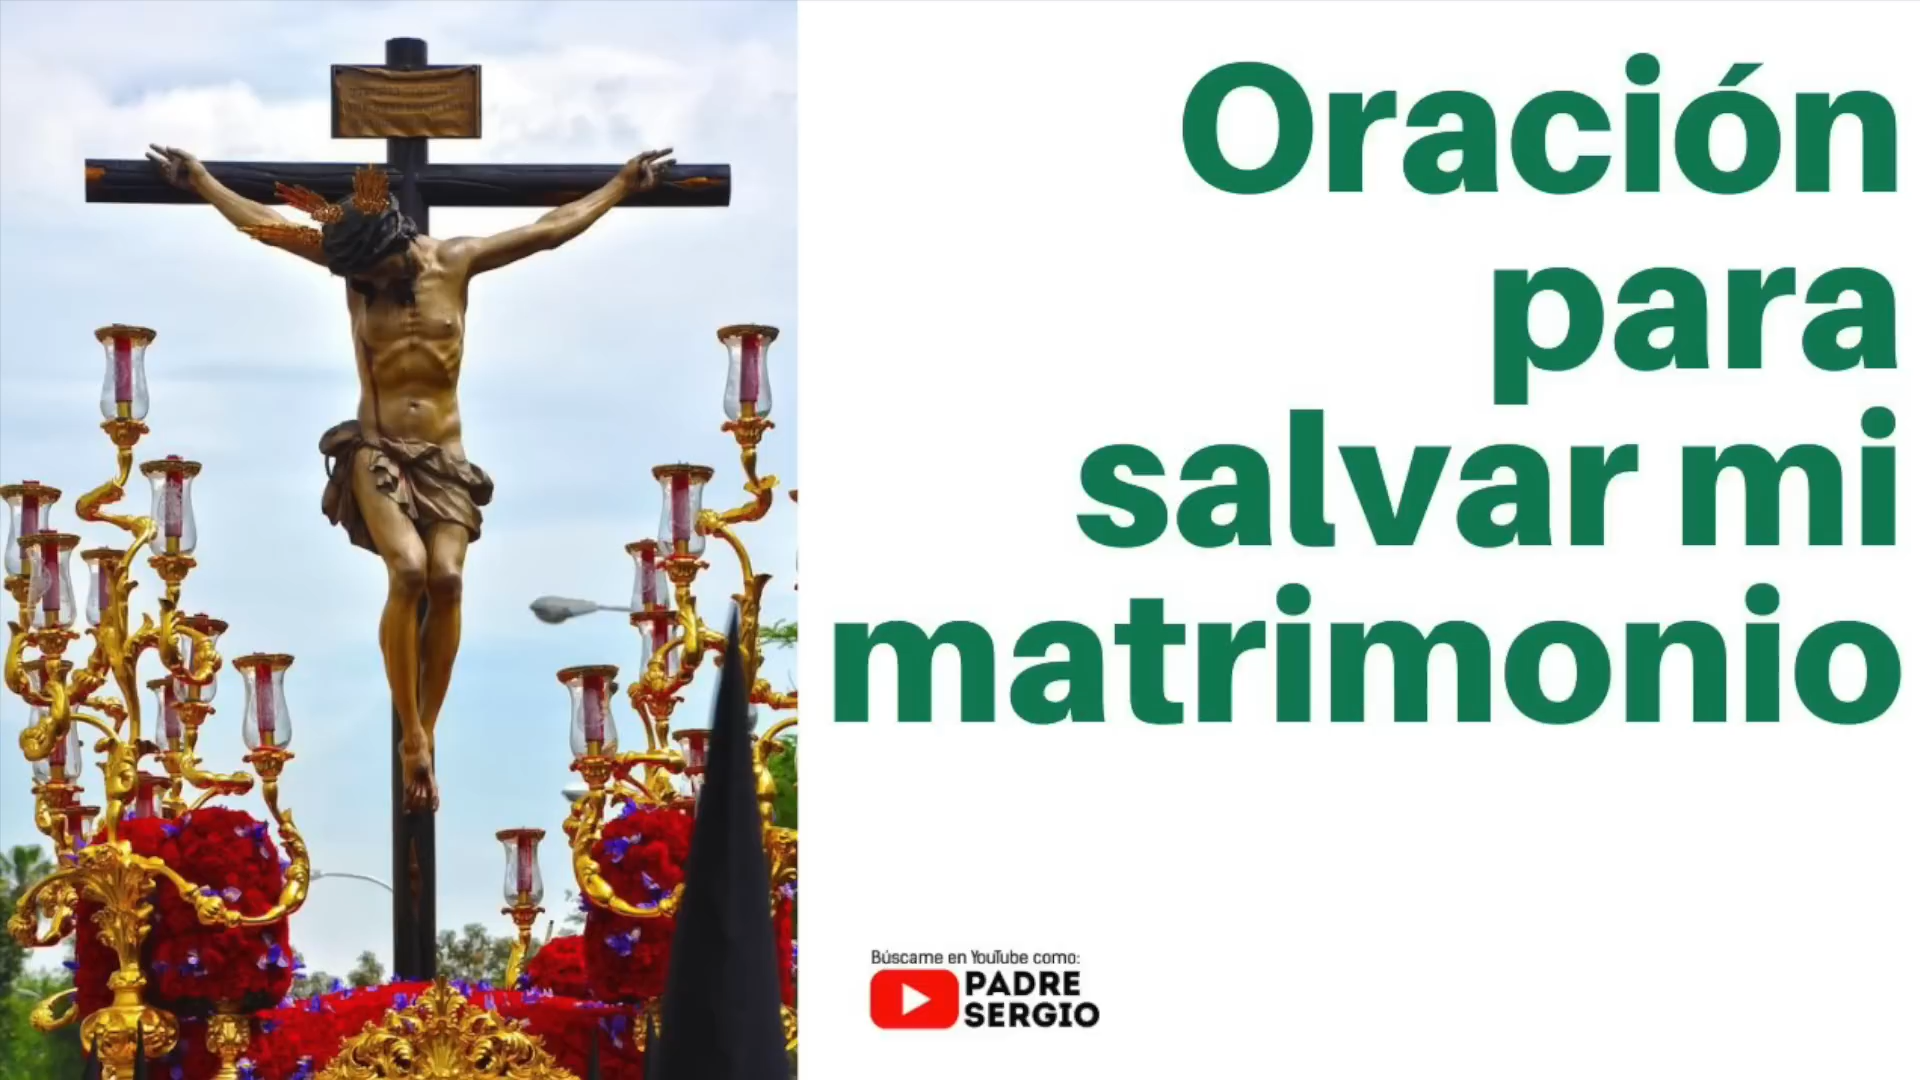 Oración
para
salvar mi
matrimonio
Búscame en YouTube como:
PADRE
SERGIO